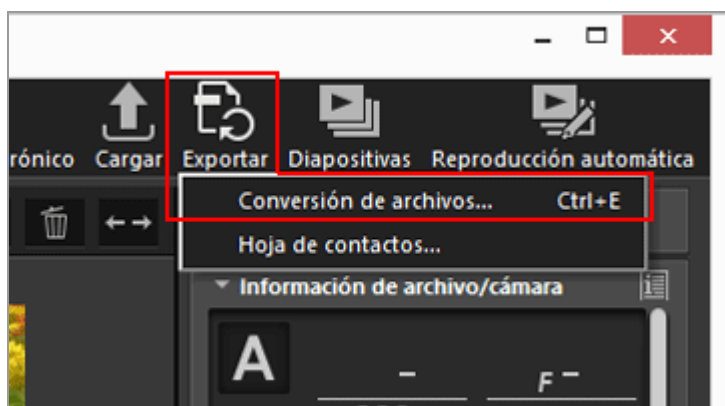 rónico Cargar Exportar Diapositivas Reproducción automática
Conversión de archivos... Ctrl+E
Hoja de contactos...
Información de archivo/cámara
A - F -